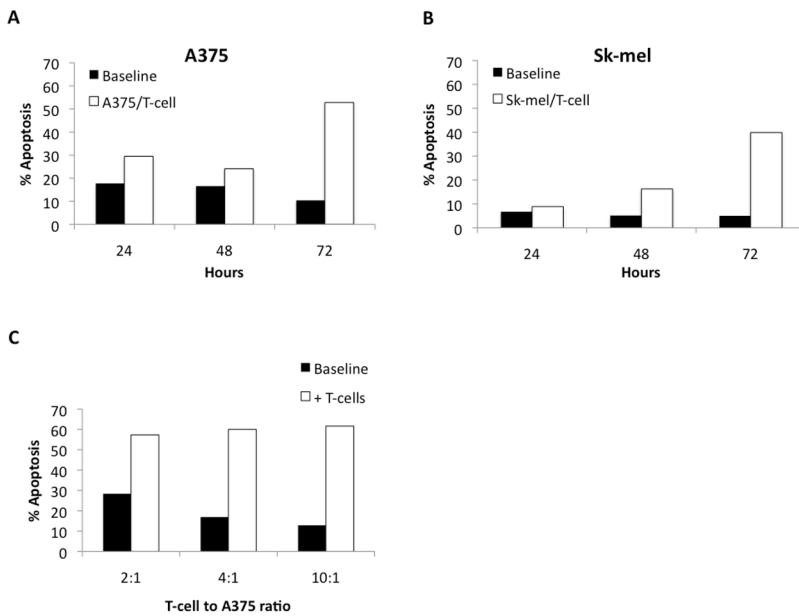 A
A375
Baseline
A375/T-cell
% Apoptosis
70
60
50
40
30
20
10
0
24 48 72
Hours
B
Sk-mel
Baseline
Sk-mel/T-cell
% Apoptosis
70
60
50
40
30
20
10
0
24 48 72
Hours
C
Baseline
+ T-cells
% Apoptosis
70
60
50
40
30
20
10
0
2:1 4:1 10:1
T-cell to A375 ratio